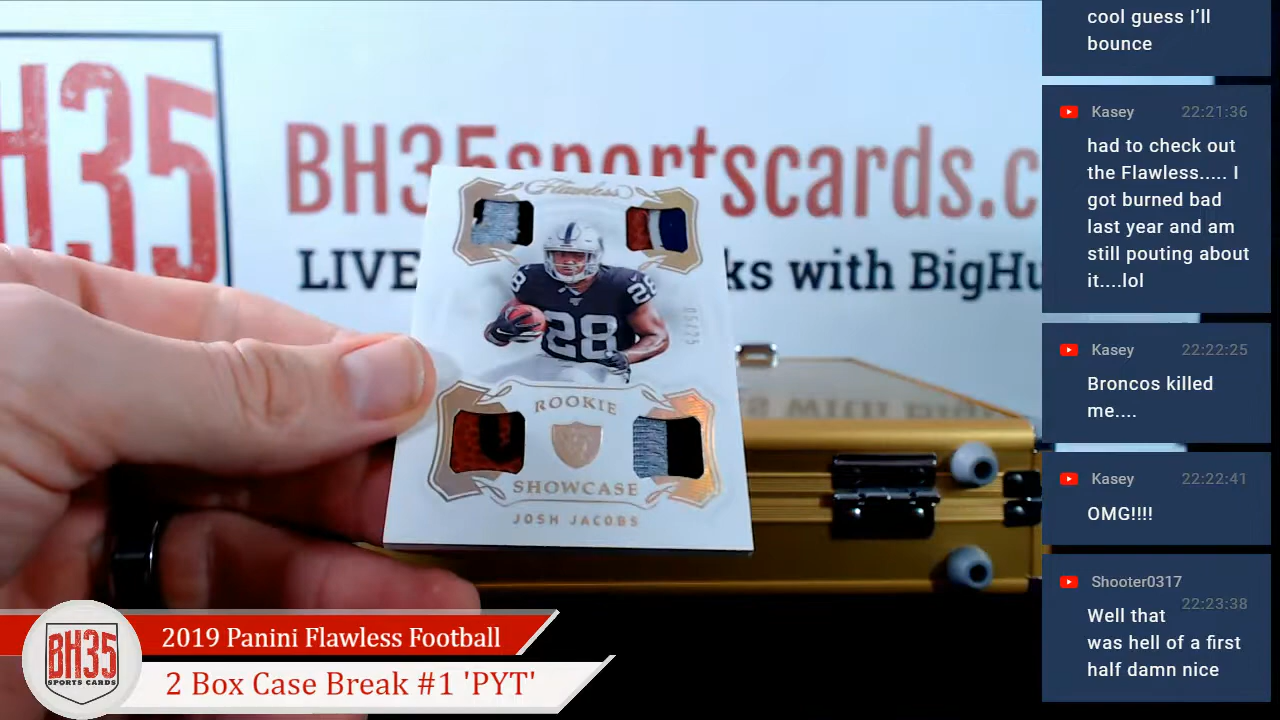 BH35
BH35sportscards.c
LIVE
ks with BigHu
Flawless
28
28
05/25
ROOKIE
SHOWCASE
JOSH JACOBS
BH35
SPORTS CARDS
2019 Panini Flawless Football
2 Box Case Break #1 'PYT'
cool guess I'll
bounce
Kasey 22:21:36
had to check out
the Flawless..... I
got burned bad
last year and am
still pouting about
it....lol
Kasey 22:22:25
Broncos killed
me....
Kasey 22:22:41
OMG!!!!
Shooter0317
22:23:38
Well that
was hell of a first
half damn nice